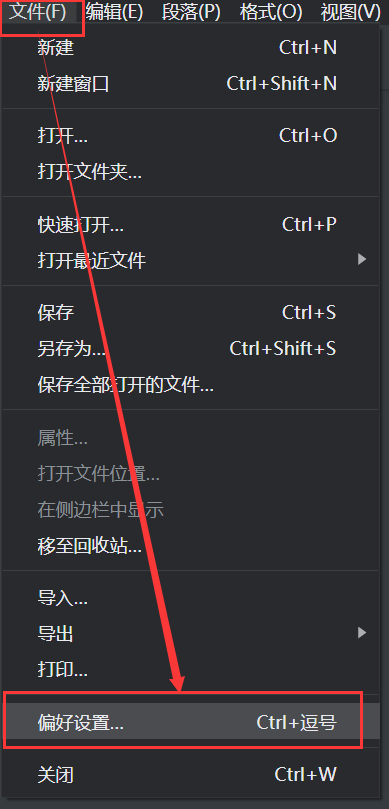 文件(F) 编辑(E) 段落(P) 格式(O) 视图(V)
新建 Ctrl+N
新建窗口 Ctrl+Shift+N
打开... Ctrl+O
打开文件夹...
快速打开... Ctrl+P
打开最近文件
保存 Ctrl+S
另存为... Ctrl+Shift+S
保存全部打开的文件...
属性...
打开文件位置...
在侧边栏中显示
移至回收站...
导入...
导出
打印...
偏好设置... Ctrl+逗号
关闭 Ctrl+W